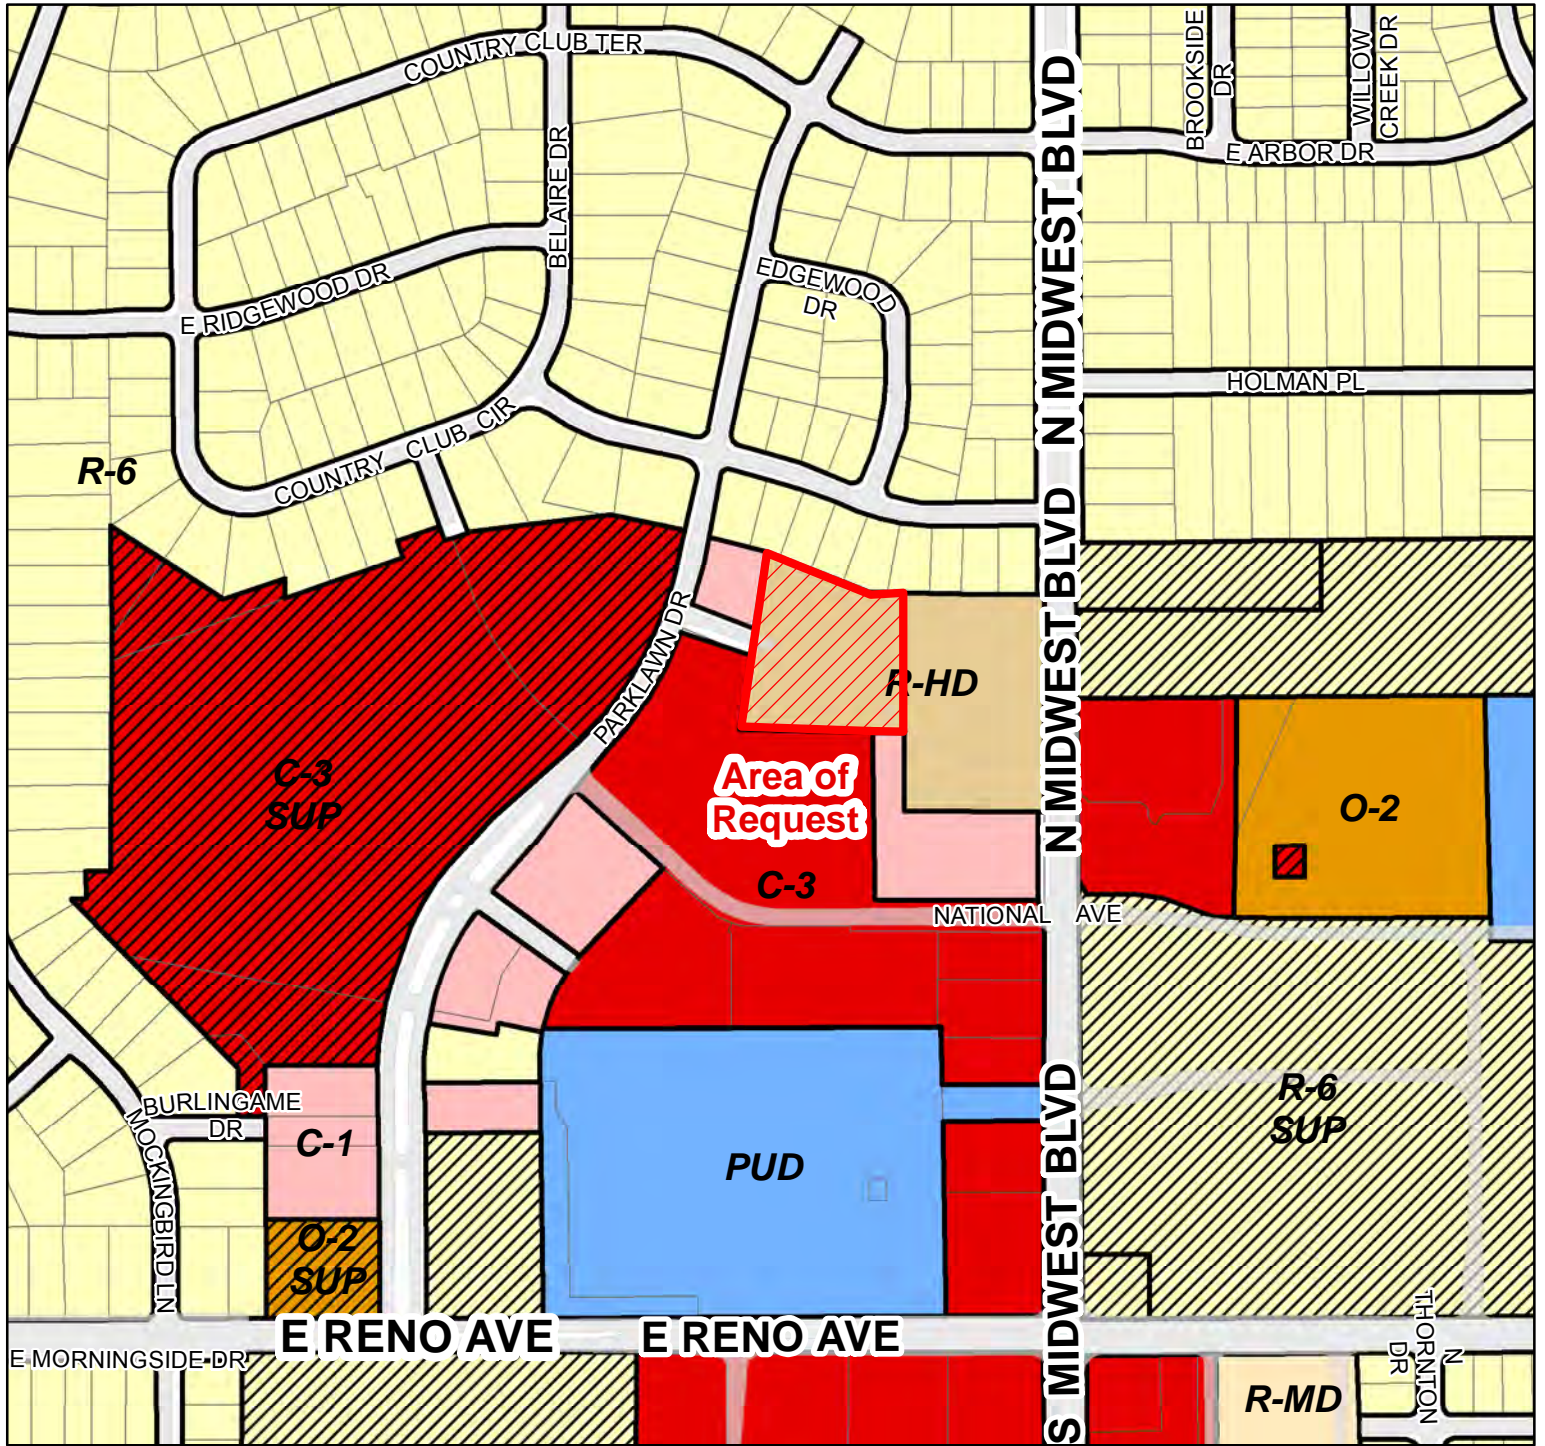 COUNTRY CLUB TER
BROOKSIDE
DR
WILLOW
CREEK DR
E ARBOR DR
BELAIRE DR
N MIDWEST BLVD
EDGEWOOD
DR
E RIDGEWOOD DR
HOLMAN PL
COUNTRY CLUB CIR
R-6
N MIDWEST BLVD
PARKLAWN DR
R-HD
C-3
SUP
Area of
Request
O-2
C-3
NATIONAL AVE
BURLINGAME
DR
MOCKINGBIRD LN
C-1
PUD
R-6
SUP
O-2
SUP
S MIDWEST BLVD
E RENO AVE
E RENO AVE
E MORNINGSIDE DR
N
THORNTON
DR
R-MD